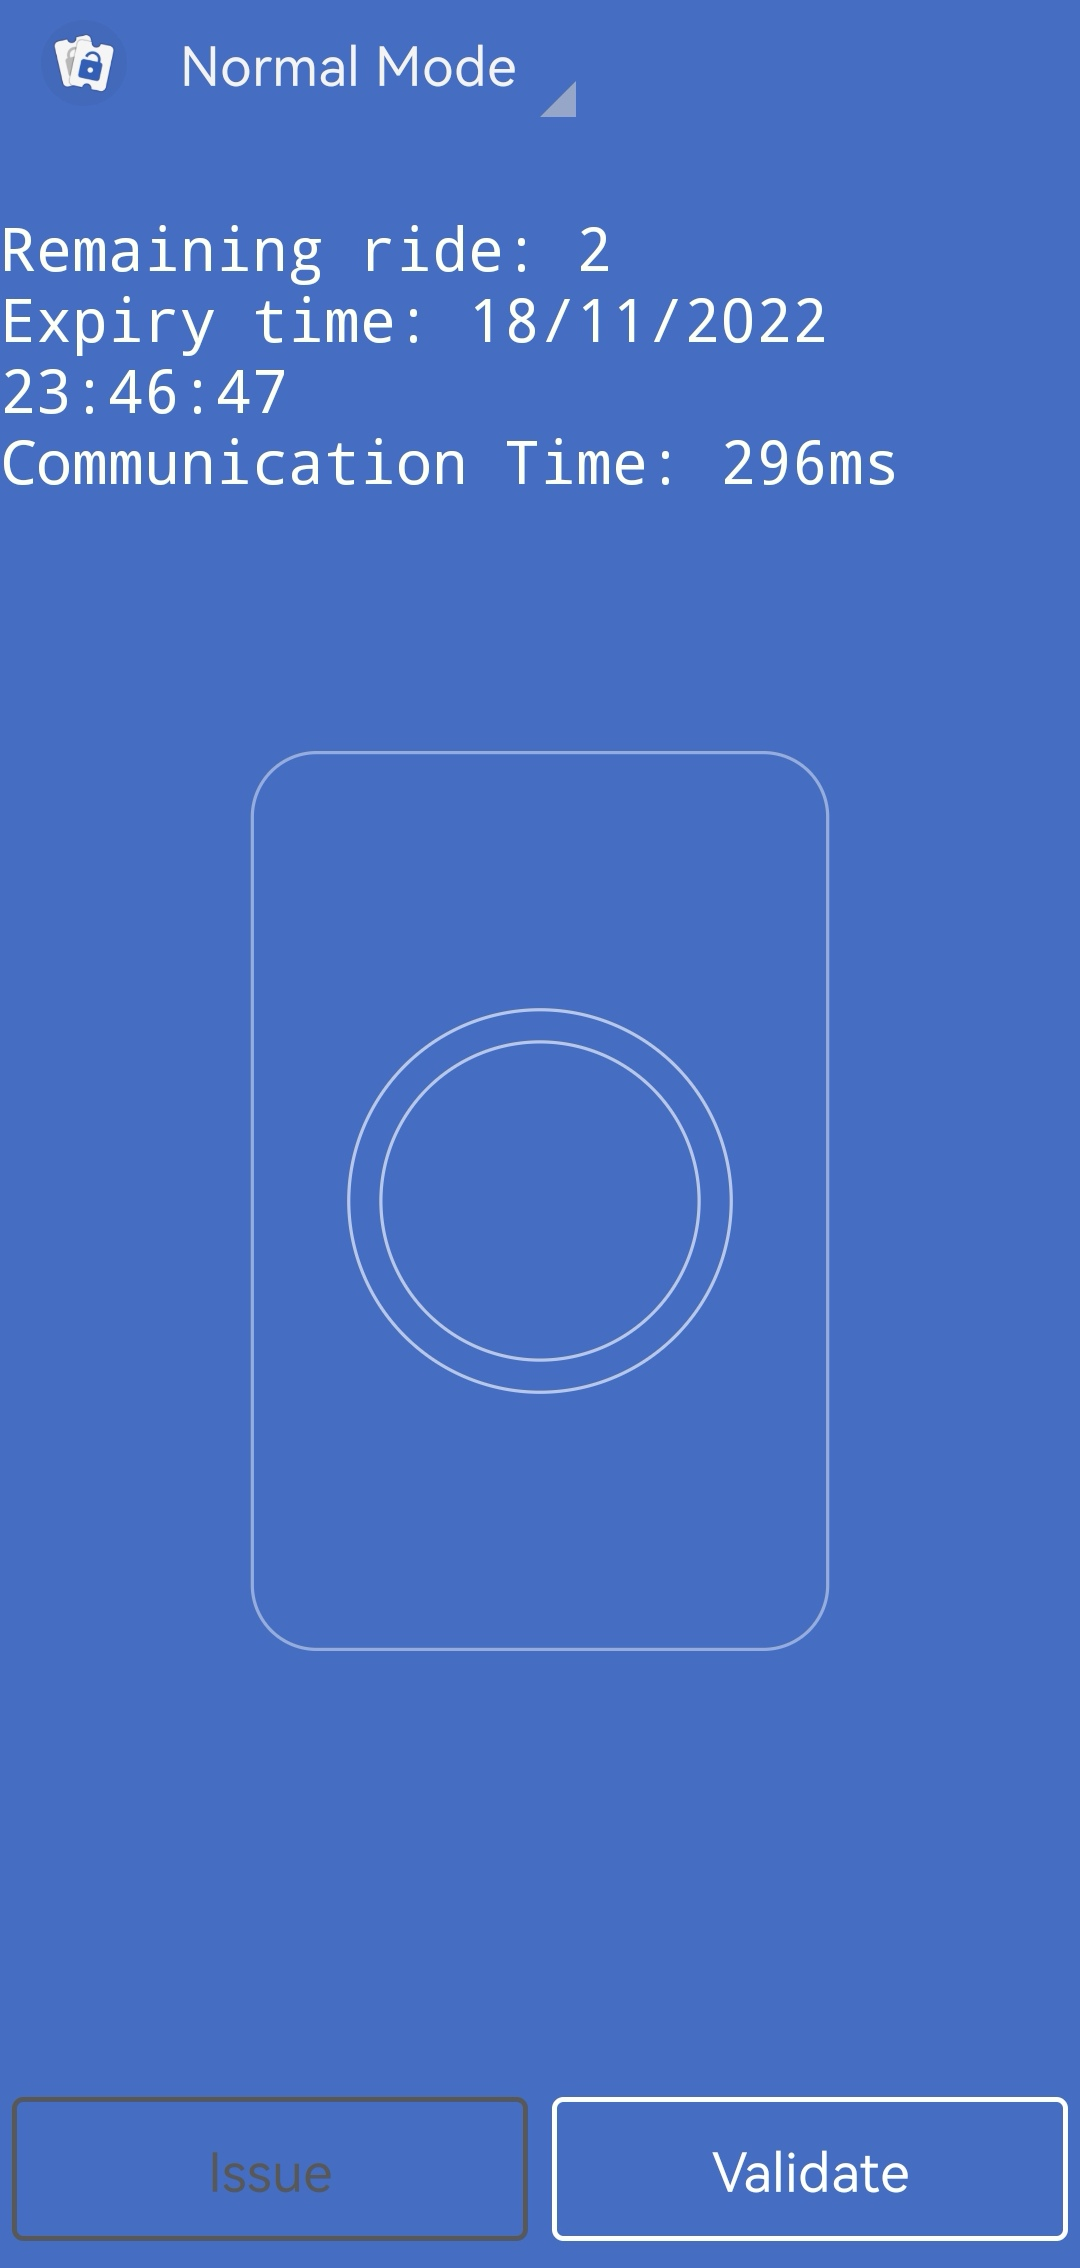 Normal Mode
Remaining ride: 2
Expiry time: 18/11/2022
23:46:47
Communication Time: 296ms
Issue
Validate